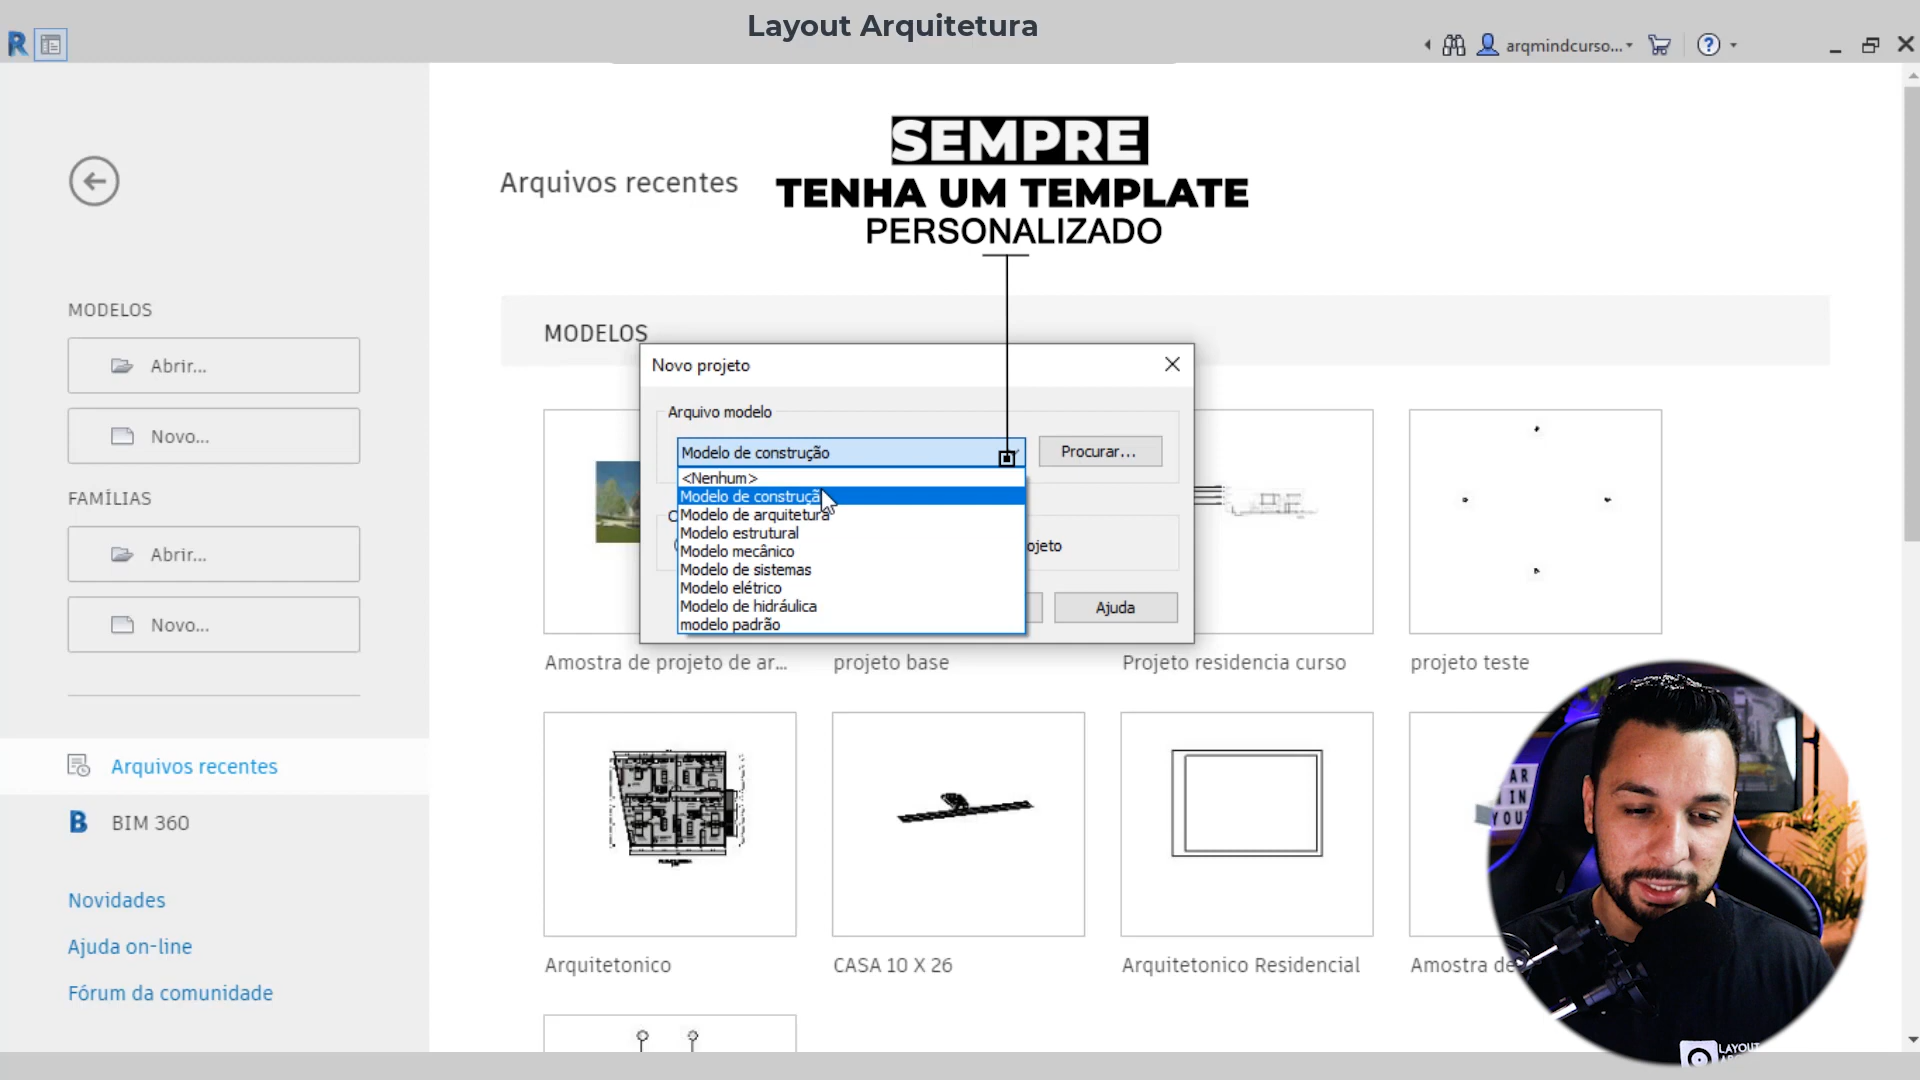 Layout Arquitetura
R
arqmindcurso...
?
SEMPRE
TENHA UM TEMPLATE
PERSONALIZADO
Arquivos recentes
MODELOS
Abrir...
Novo...
FAMÍLIAS
Abrir...
Novo...
Arquivos recentes
B BIM 360
Novidades
Ajuda on-line
Fórum da comunidade
MODELOS
Novo projeto
Arquivo modelo
Modelo de construção
Procurar...
<Nenhum>
Modelo de construçã
Modelo de arquitetura
Modelo estrutural
Modelo mecânico
Modelo de sistemas
Modelo elétrico
Modelo de hidráulica
modelo padrão
ojeto
Ajuda
Amostra de projeto de ar...
projeto base
Projeto residencia curso
projeto teste
Arquitetonico
CASA 10 X 26
Arquitetonico Residencial
Amostra de
AR
IN
YOU
LAYOUT